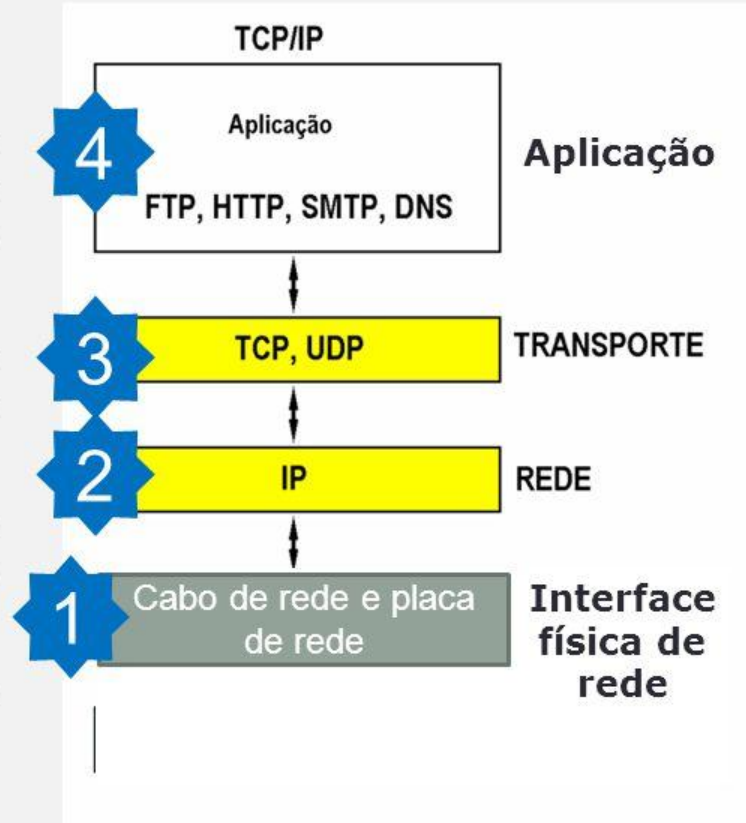 TCP/IP
4
Aplicação
Aplicação
FTP, HTTP, SMTP, DNS
3
TCP, UDP
TRANSPORTE
2
IP
REDE
1
Cabo de rede e placa
de rede
Interface
física de
rede